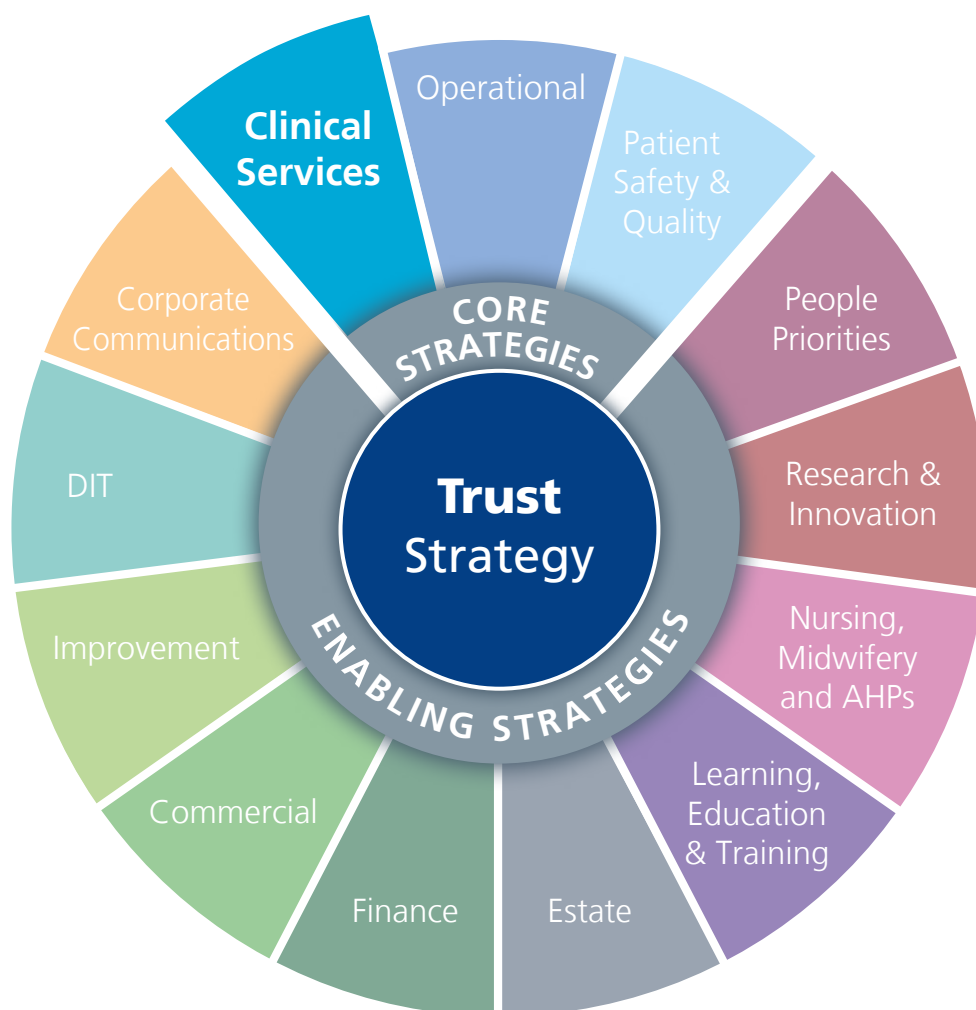 Clinical
Services
Operational
Patient
Safety &
Quality
People
Priorities
Research &
Innovation
Nursing,
Midwifery
and AHPs
Learning,
Education
& Training
Estate
Finance
Commercial
Improvement
DIT
Corporate
Communications
CORE
STRATEGIES
Trust
Strategy
ENABLING STRATEGIES